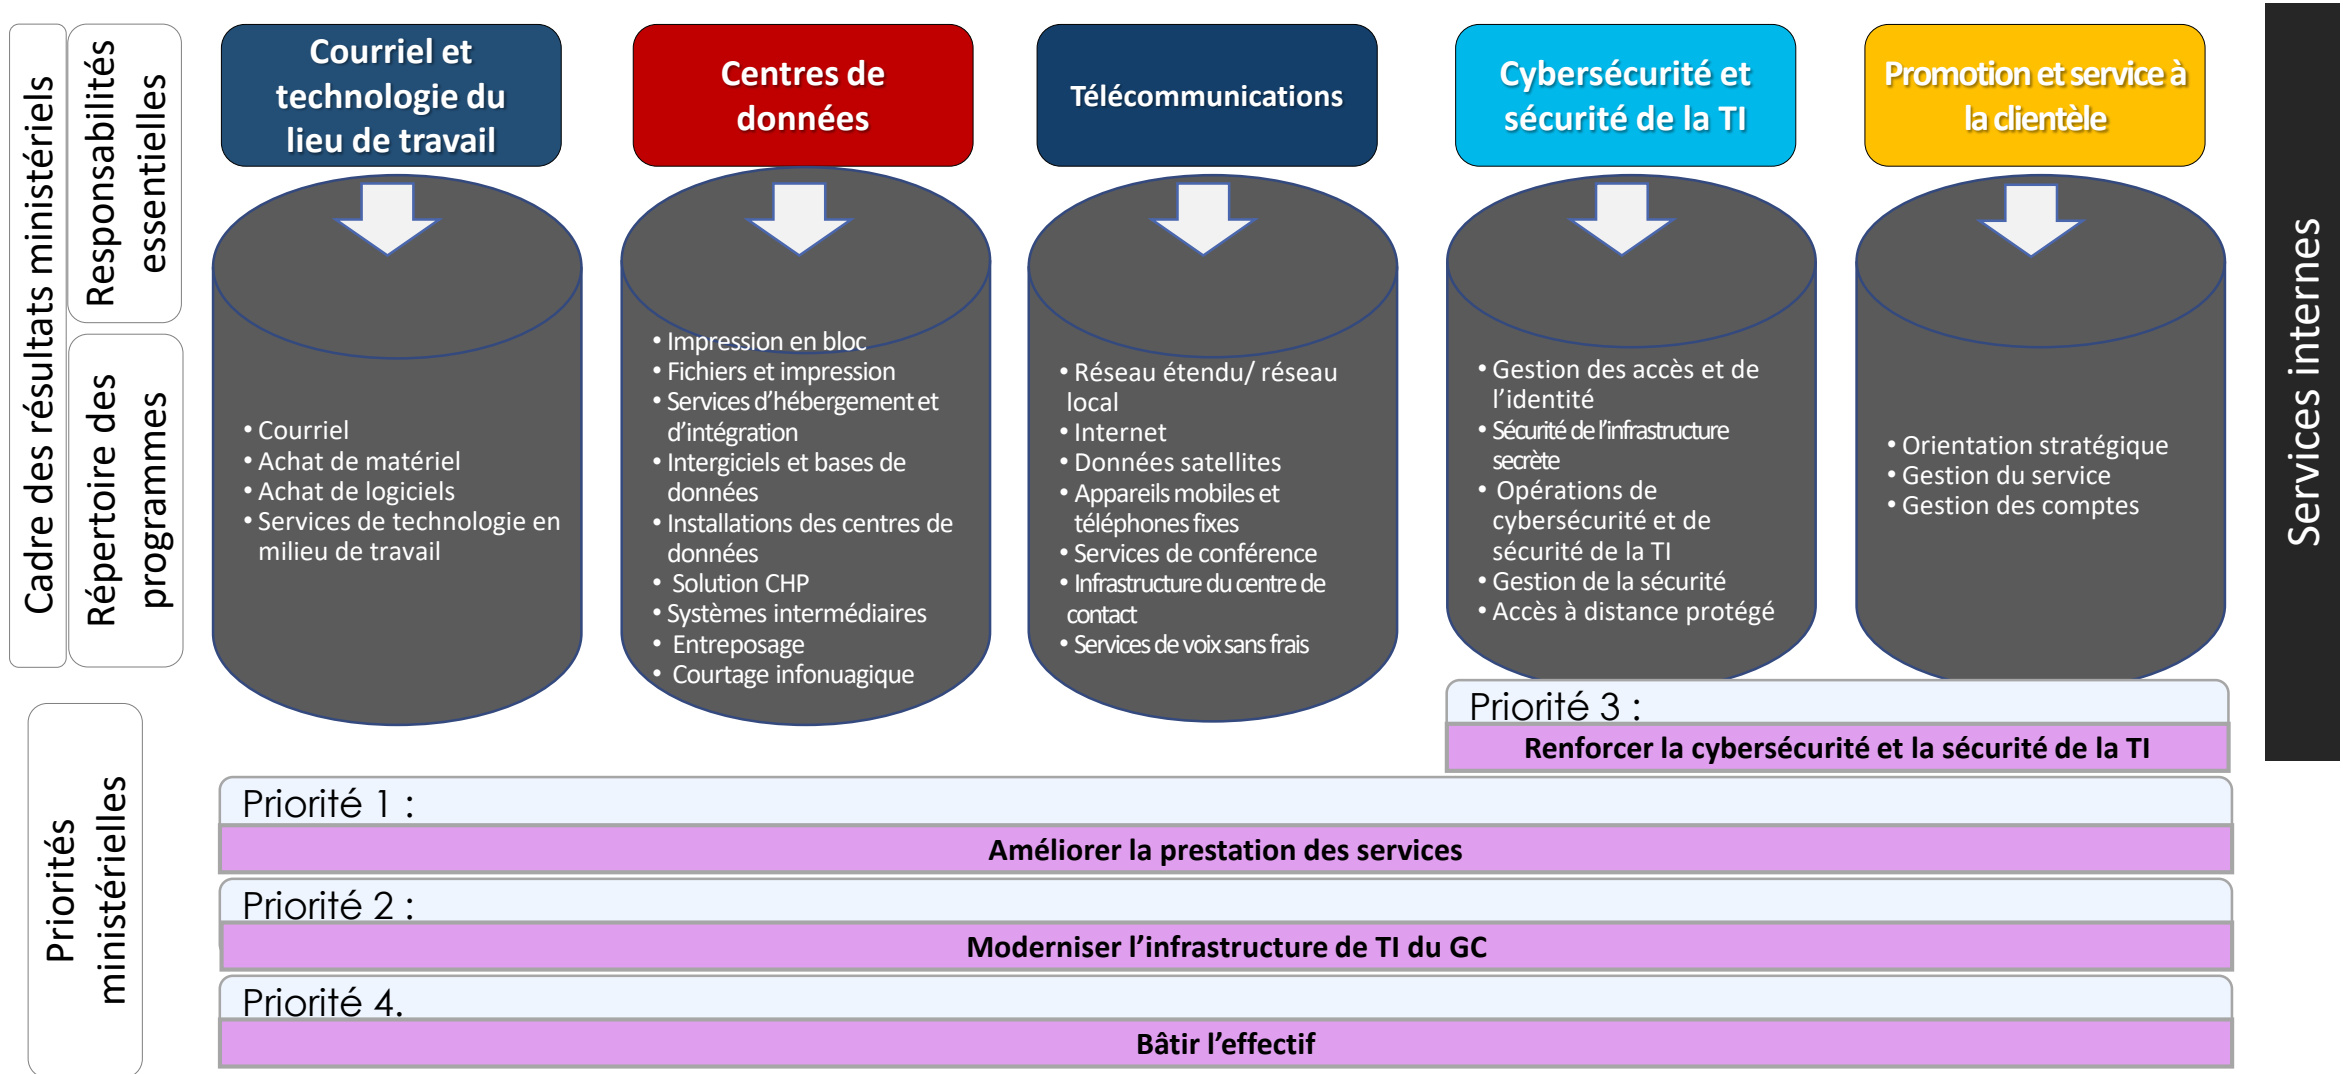 Cadre des résultats ministériels
Responsabilités
essentielles
Répertoire des
programmes
Courriel et
technologie du
lieu de travail
Centres de
données
Télécommunications
Cybersécurité et
sécurité de la TI
Promotion et service à
la clientèle
• Courriel
• Achat de matériel
• Achat de logiciels
• Services de technologie en
milieu de travail
• Impression en bloc
• Fichiers et impression
• Services d’hébergement et
d’intégration
• Intergiciels et bases de
données
• Installations des centres de
données
• Solution CHP
• Systèmes intermédiaires
• Entreposage
• Courtage infonuagique
• Réseau étendu/ réseau
local
• Internet
• Données satellites
• Appareils mobiles et
téléphones fixes
• Services de conférence
• Infrastructure du centre de
contact
• Services de voix sans frais
• Gestion des accès et de
l’identité
• Sécurité de l’infrastructure
secrète
• Opérations de
cybersécurité et de
sécurité de la TI
• Gestion de la sécurité
• Accès à distance protégé
• Orientation stratégique
• Gestion du service
• Gestion des comptes
Services internes
Priorités
ministérielles
Priorité 3 :
Renforcer la cybersécurité et la sécurité de la TI
Priorité 1 :
Améliorer la prestation des services
Priorité 2 :
Moderniser l’infrastructure de TI du GC
Priorité 4.
Bâtir l’effectif